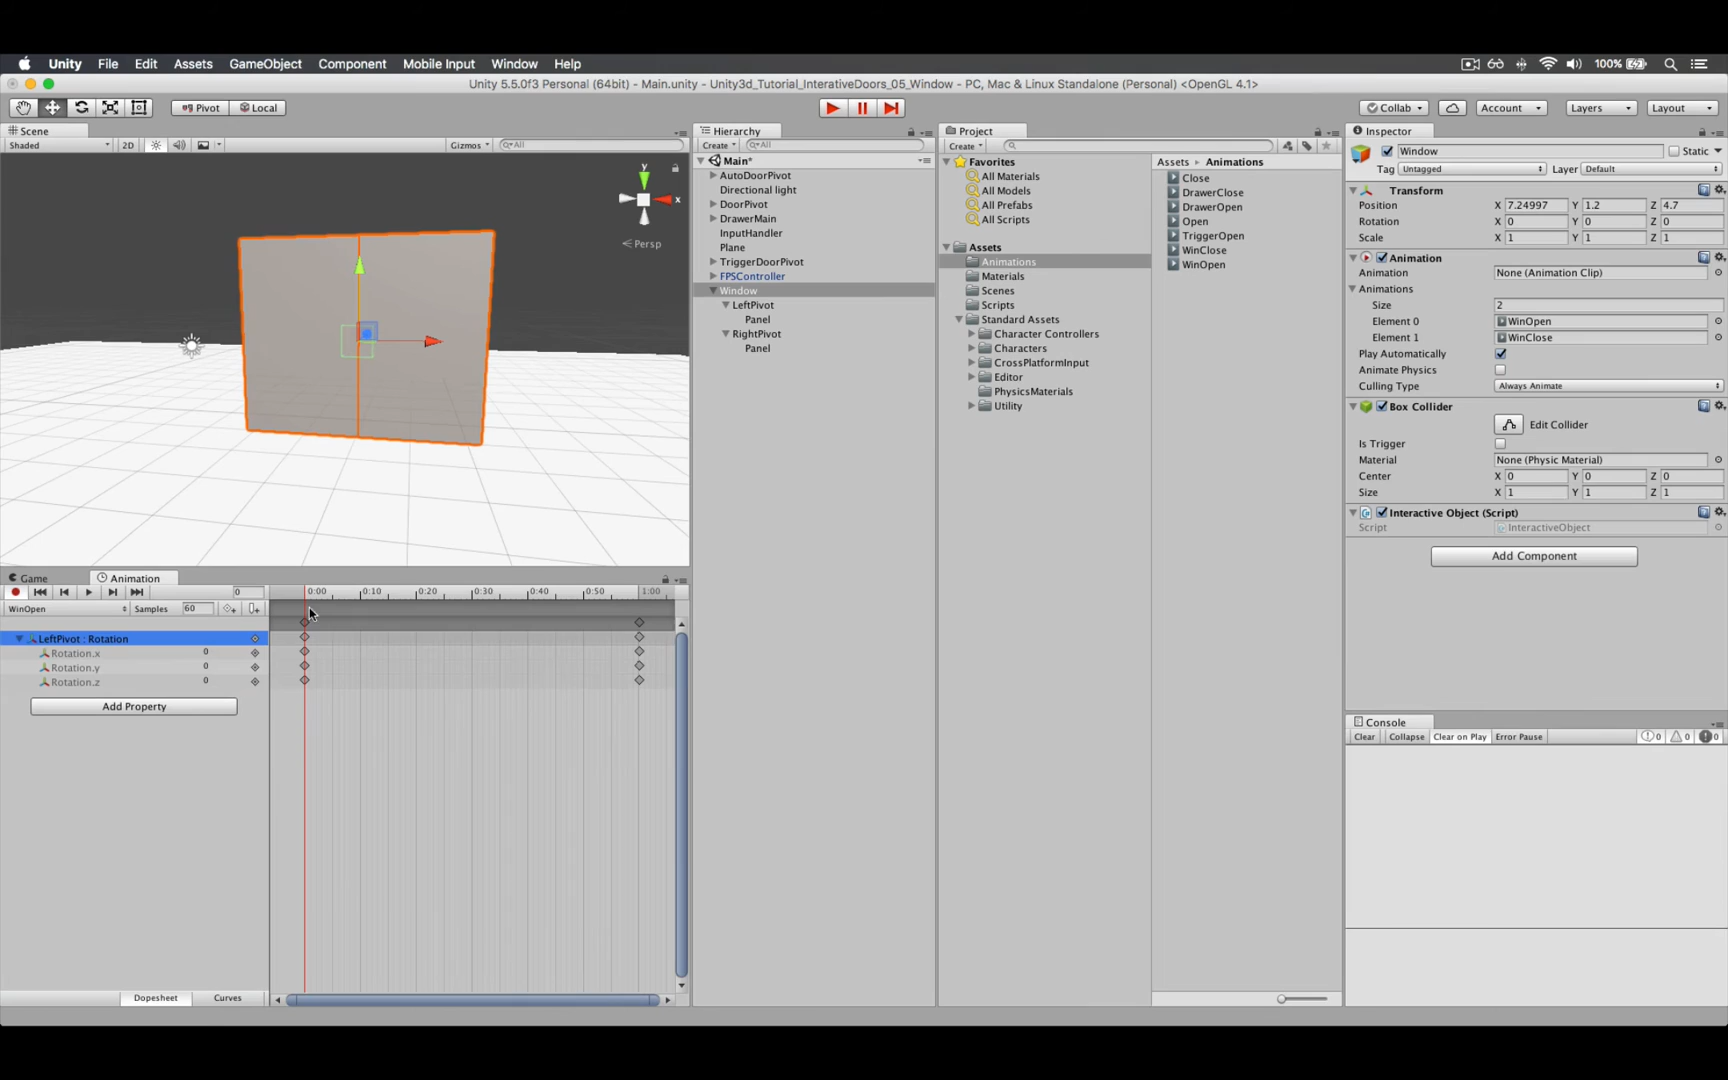 Unity File Edit Assets GameObject Component Mobile Input Window Help 100%
Unity 5.5.0f3 Personal (64bit) - Main.unity - Unity3d_Tutorial_InterativeDoors_05_Window - PC, Mac & Linux Standalone (Personal) <OpenGL 4.1>
Pivot Local Collab Account Layers Layout
Scene
Shaded 2D Gizmos All
y
x
Persp
Hierarchy
Create All
Main*
AutoDoorPivot
Directional light
DoorPivot
DrawerMain
InputHandler
Plane
TriggerDoorPivot
FPSController
Window
LeftPivot
Panel
RightPivot
Panel
Project
Create
Favorites
All Materials
All Models
All Prefabs
All Scripts
Assets
Animations
Materials
Scenes
Scripts
Standard Assets
Character Controllers
Characters
CrossPlatformInput
Editor
PhysicsMaterials
Utility
Assets Animations
Close
DrawerClose
DrawerOpen
Open
TriggerOpen
WinClose
WinOpen
Inspector
Window Static
Tag Untagged Layer Default
Transform
Position X 7.24997 Y 1.2 Z 4.7
Rotation X 0 Y 0 Z 0
Scale X 1 Y 1 Z 1
Animation
Animation None (Animation Clip)
Animations
Size 2
Element 0 WinOpen
Element 1 WinClose
Play Automatically
Animate Physics
Culling Type Always Animate
Box Collider
Edit Collider
Is Trigger
Material None (Physic Material)
Center X 0 Y 0 Z 0
Size X 1 Y 1 Z 1
Interactive Object (Script)
Script InteractiveObject
Add Component
Console
Clear Collapse Clear on Play Error Pause 0 0 0
Game Animation
0 0:00 0:10 0:20 0:30 0:40 0:50 1:00
WinOpen Samples 60
LeftPivot : Rotation
Rotation.x 0
Rotation.y 0
Rotation.z 0
Add Property
Dopesheet Curves